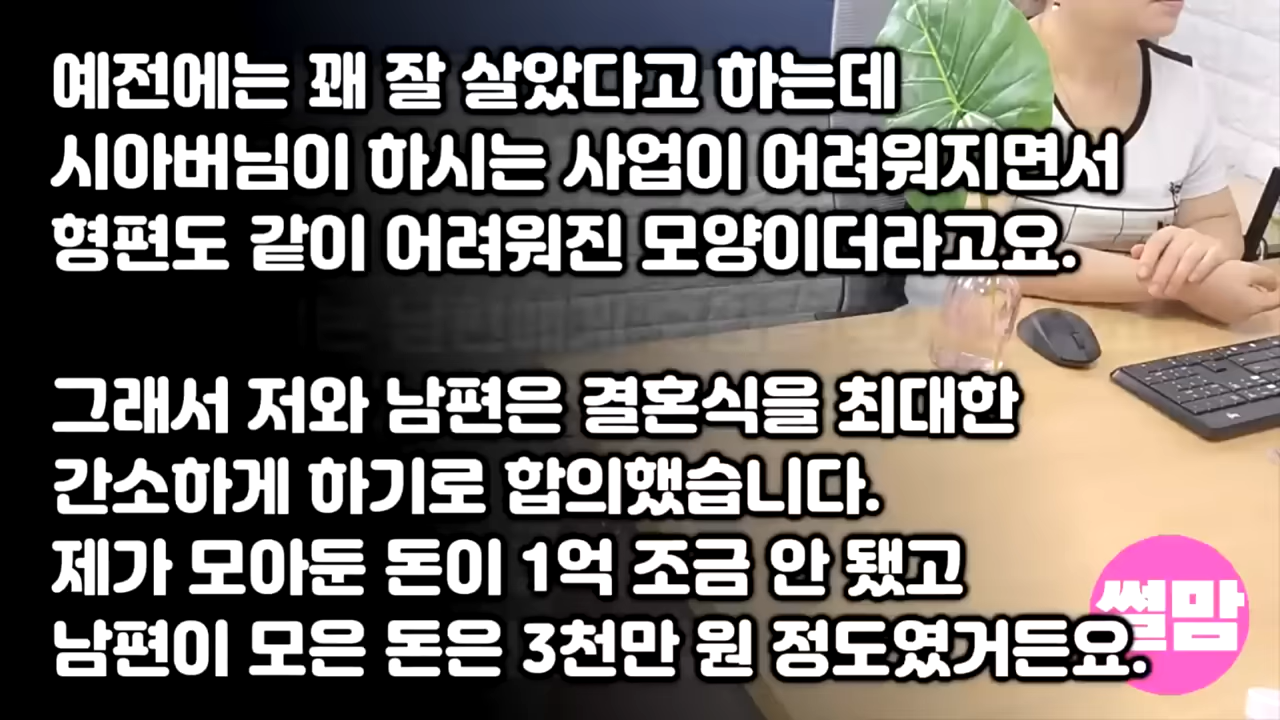 예전에는 꽤 잘 살았다고 하는데
시아버님이 하시는 사업이 어려워지면서
형편도 같이 어려워진 모양이더라고요.
그래서 저와 남편은 결혼식을 최대한
간소하게 하기로 합의했습니다.
제가 모아둔 돈이 1억 조금 안 됐고
남편이 모은 돈은 3천만 원 정도였거든요.
썰맘